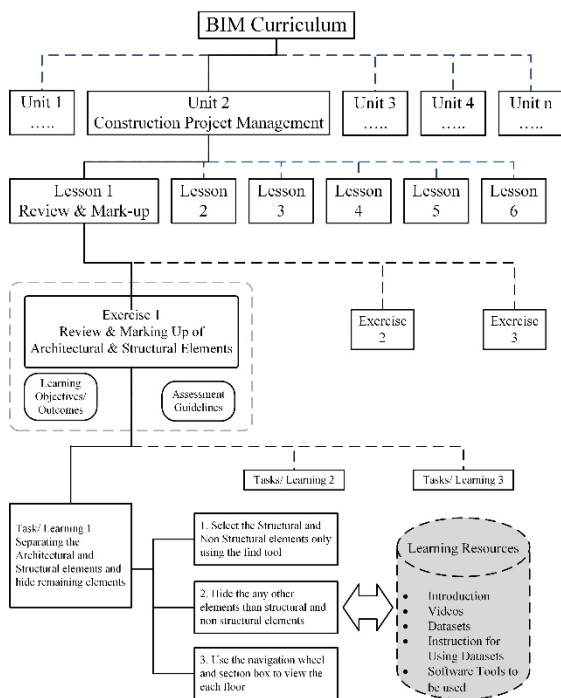 BIM Curriculum
Unit 1
.....
Unit 2
Construction Project Management
Unit 3
.....
Unit 4
.....
Unit n
.....
Lesson 1
Review & Mark-up
Lesson
2
Lesson
3
Lesson
4
Lesson
5
Lesson
6
Exercise 1
Review & Marking Up of
Architectural & Structural Elements
Learning
Objectives/
Outcomes
Assessment
Guidelines
Exercise
2
Exercise
3
Tasks/ Learning 2
Tasks/ Learning 3
Task/ Learning 1
Separating the
Architectural and
Structural elements and
hide remaining elements
1. Select the Structural and
Non Structural elements only
using the find tool
2. Hide the any other
elements than structural and
non structural elements
3. Use the navigation wheel
and section box to view the
each floor
Learning Resources
• Introduction
• Videos
• Datasets
• Instruction for
Using Datasets
• Software Tools to
be used